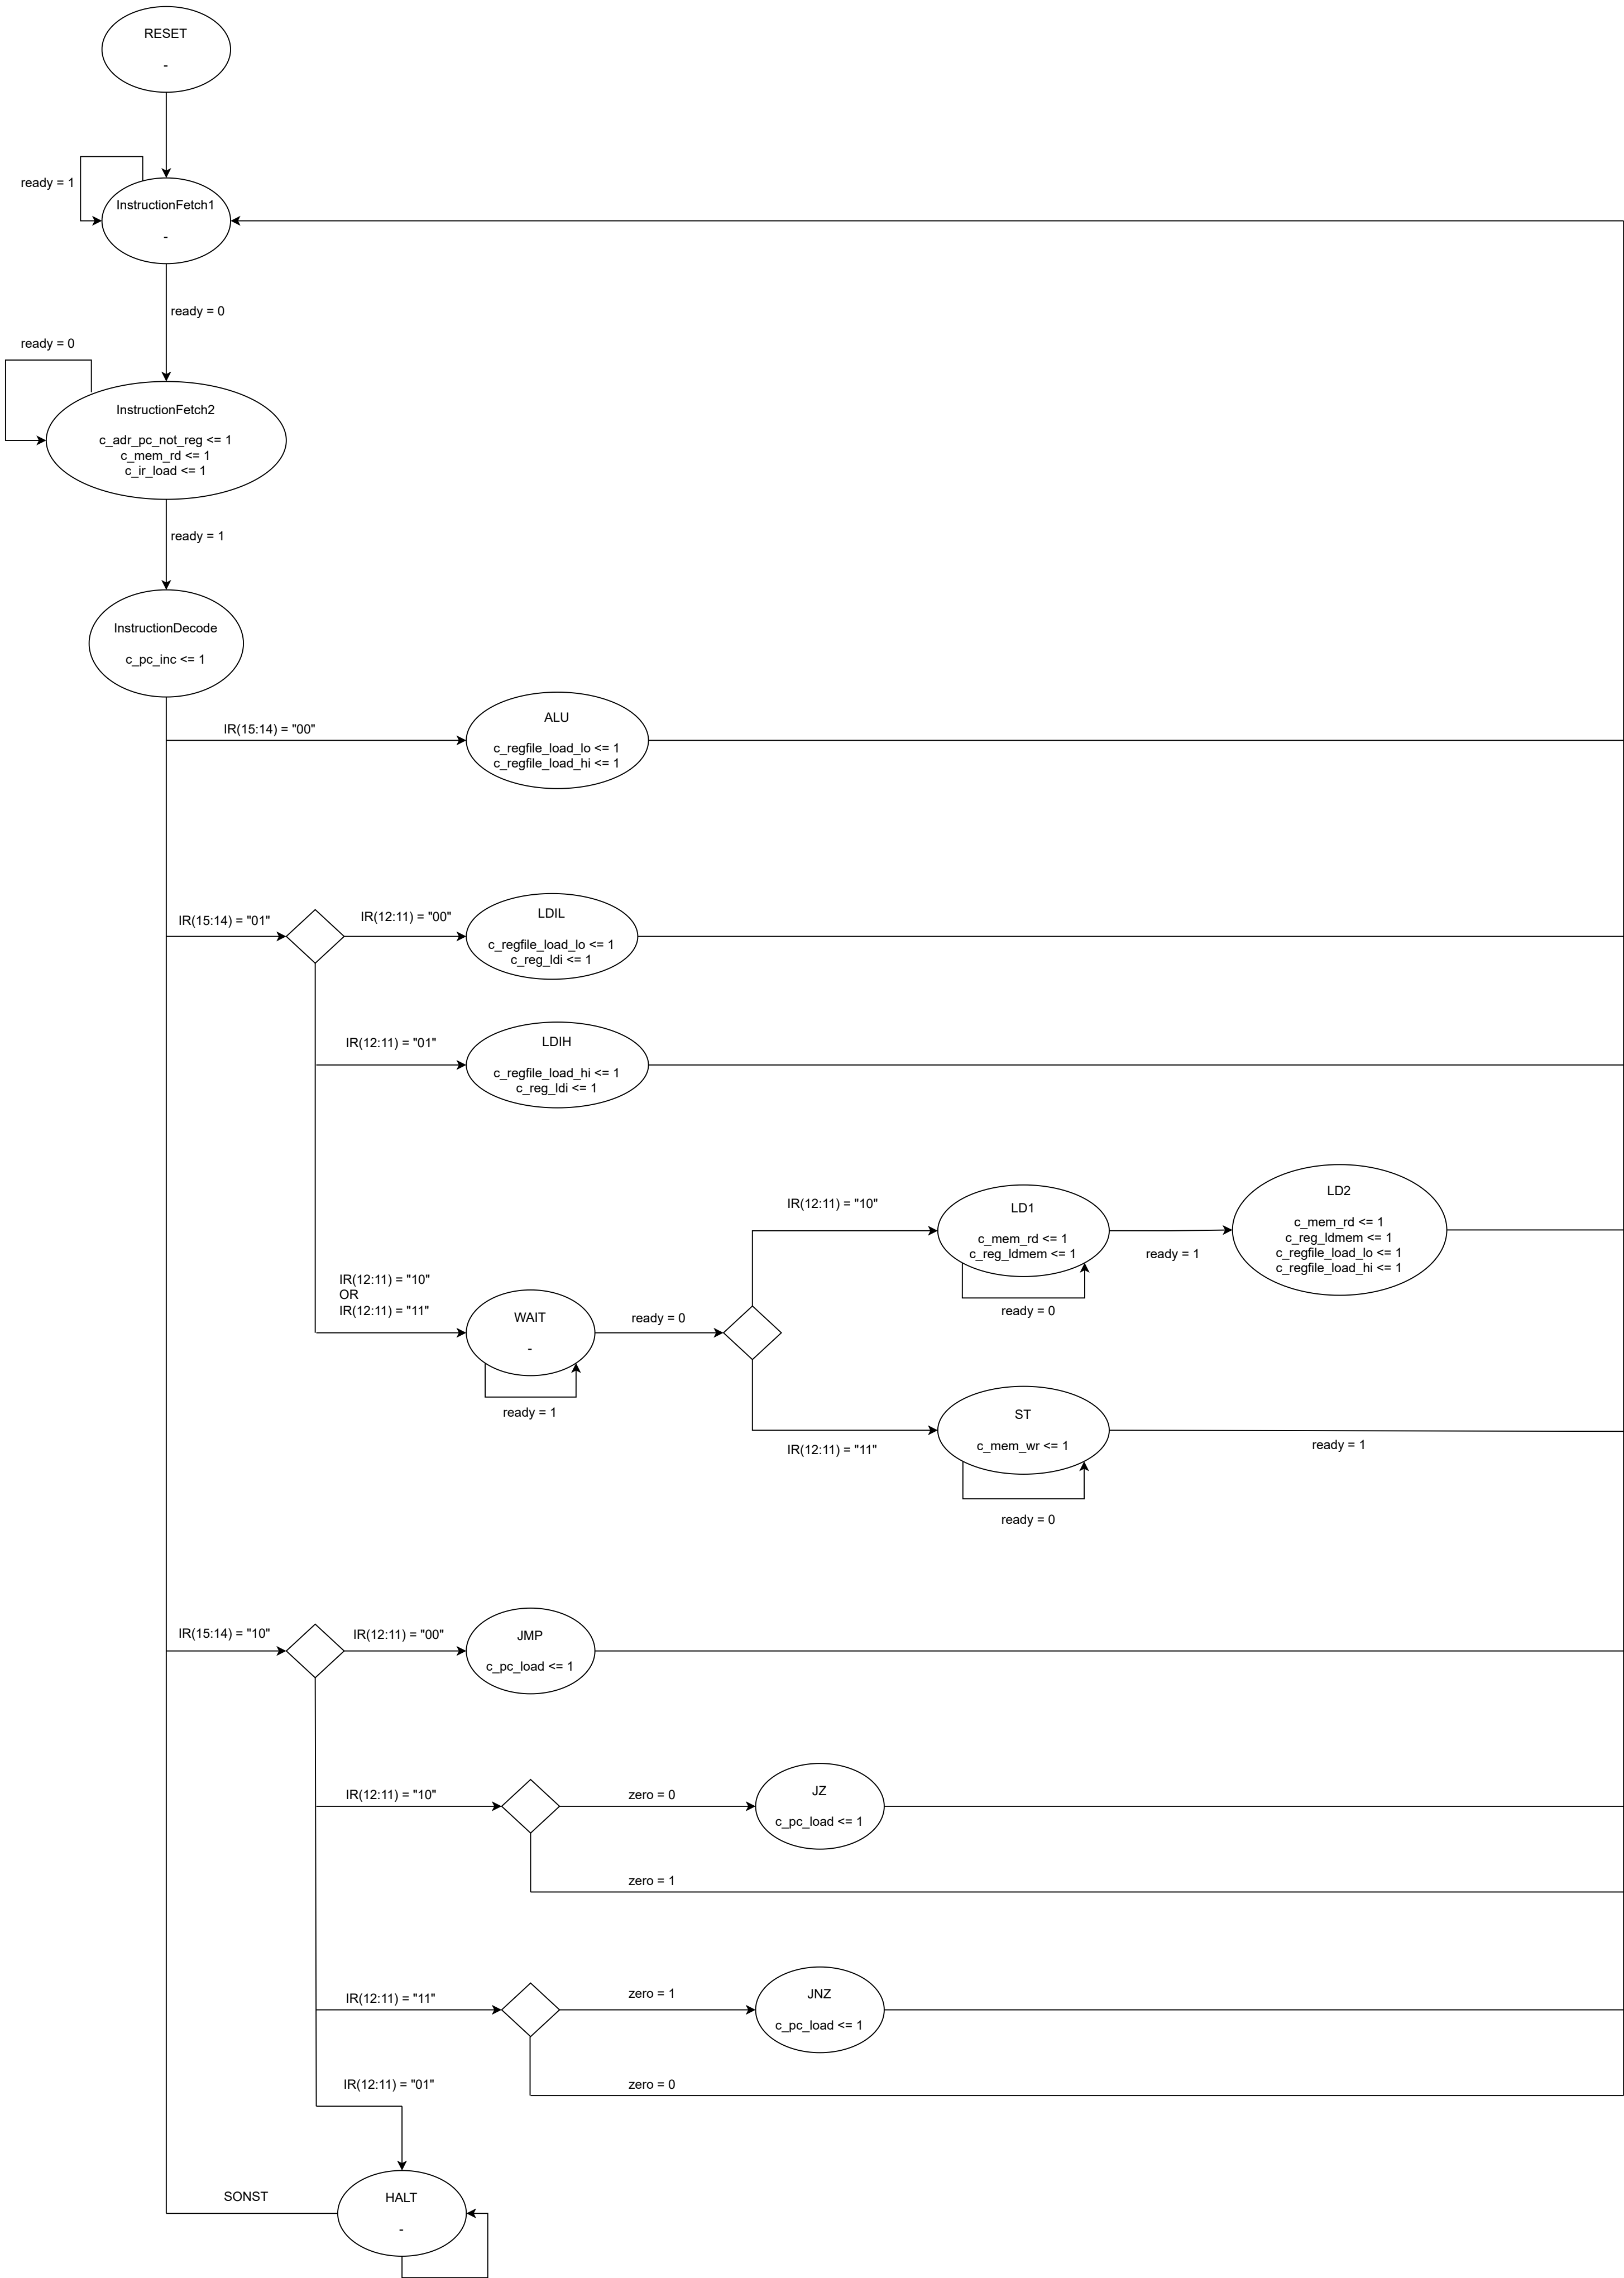 RESET
-
ready = 1
InstructionFetch1
-
ready = 0
ready = 0
InstructionFetch2
c_adr_pc_not_reg <= 1
c_mem_rd <= 1
c_ir_load <= 1
ready = 1
InstructionDecode
c_pc_inc <= 1
IR(15:14) = "00"
ALU
c_regfile_load_lo <= 1
c_regfile_load_hi <= 1
IR(15:14) = "01"
IR(12:11) = "00"
LDIL
c_regfile_load_lo <= 1
c_reg_ldi <= 1
IR(12:11) = "01"
LDIH
c_regfile_load_hi <= 1
c_reg_ldi <= 1
IR(12:11) = "10"
OR
IR(12:11) = "11"
WAIT
-
ready = 1
ready = 0
IR(12:11) = "10"
LD1
c_mem_rd <= 1
c_reg_ldmem <= 1
ready = 0
ready = 1
LD2
c_mem_rd <= 1
c_reg_ldmem <= 1
c_regfile_load_lo <= 1
c_regfile_load_hi <= 1
IR(12:11) = "11"
ST
c_mem_wr <= 1
ready = 0
ready = 1
IR(15:14) = "10"
IR(12:11) = "00"
JMP
c_pc_load <= 1
IR(12:11) = "10"
zero = 0
JZ
c_pc_load <= 1
zero = 1
IR(12:11) = "11"
zero = 1
JNZ
c_pc_load <= 1
zero = 0
IR(12:11) = "01"
SONST
HALT
-